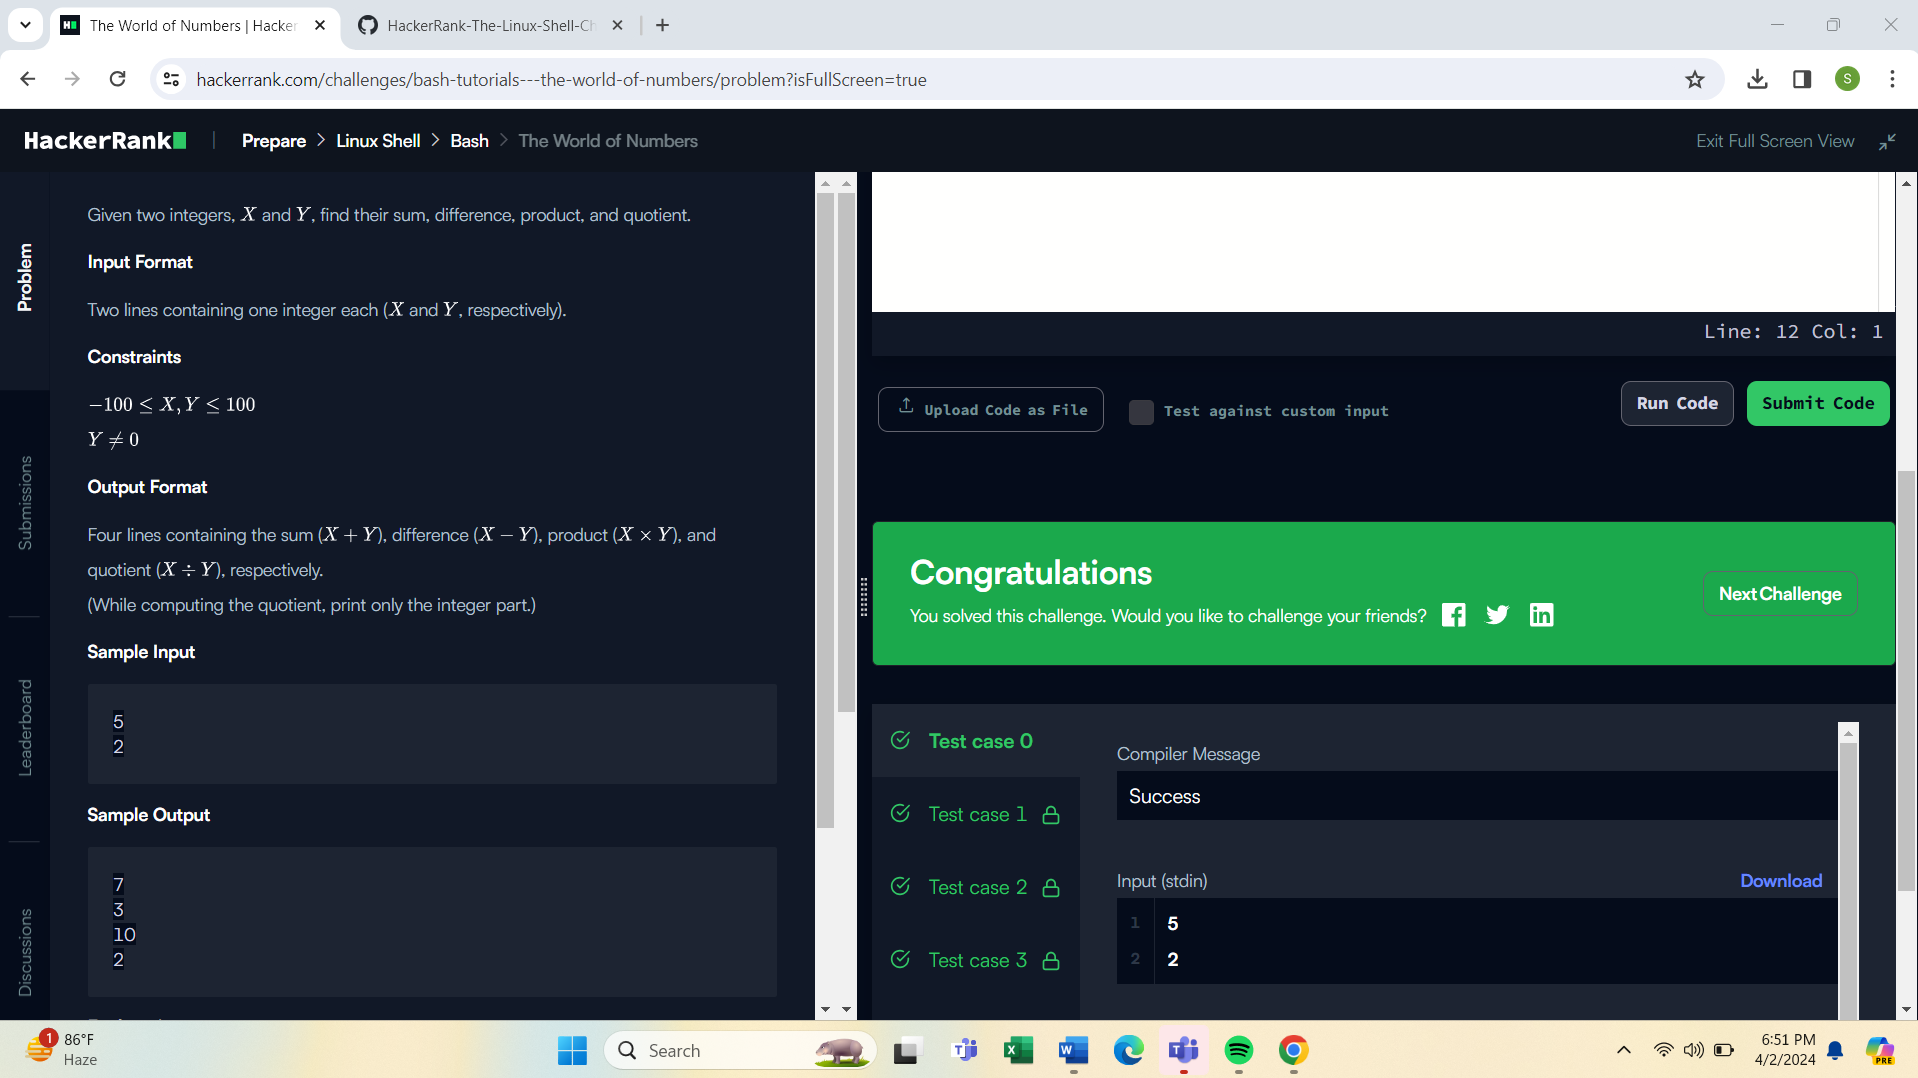 The World of Numbers | Hacker
HackerRank-The-Linux-Shell-Ch
hackerrank.com/challenges/bash-tutorials---the-world-of-numbers/problem?isFullScreen=true
S
HackerRank
Prepare > Linux Shell > Bash > The World of Numbers
Exit Full Screen View
Problem
Submissions
Leaderboard
Discussions
Given two integers, X and Y, find their sum, difference, product, and quotient.
Input Format
Two lines containing one integer each (X and Y, respectively).
Constraints
−100 ≤ X, Y ≤ 100
Y ≠ 0
Output Format
Four lines containing the sum (X + Y), difference (X − Y), product (X × Y), and
quotient (X ÷ Y), respectively.
(While computing the quotient, print only the integer part.)
Sample Input
5
2
Sample Output
7
3
10
2
Line: 12 Col: 1
Upload Code as File
Test against custom input
Run Code
Submit Code
Congratulations
You solved this challenge. Would you like to challenge your friends?
Next Challenge
Test case 0
Test case 1
Test case 2
Test case 3
Compiler Message
Success
Input (stdin)
Download
1 5
2 2
1
86°F
Haze
Search
6:51 PM
4/2/2024
PRE